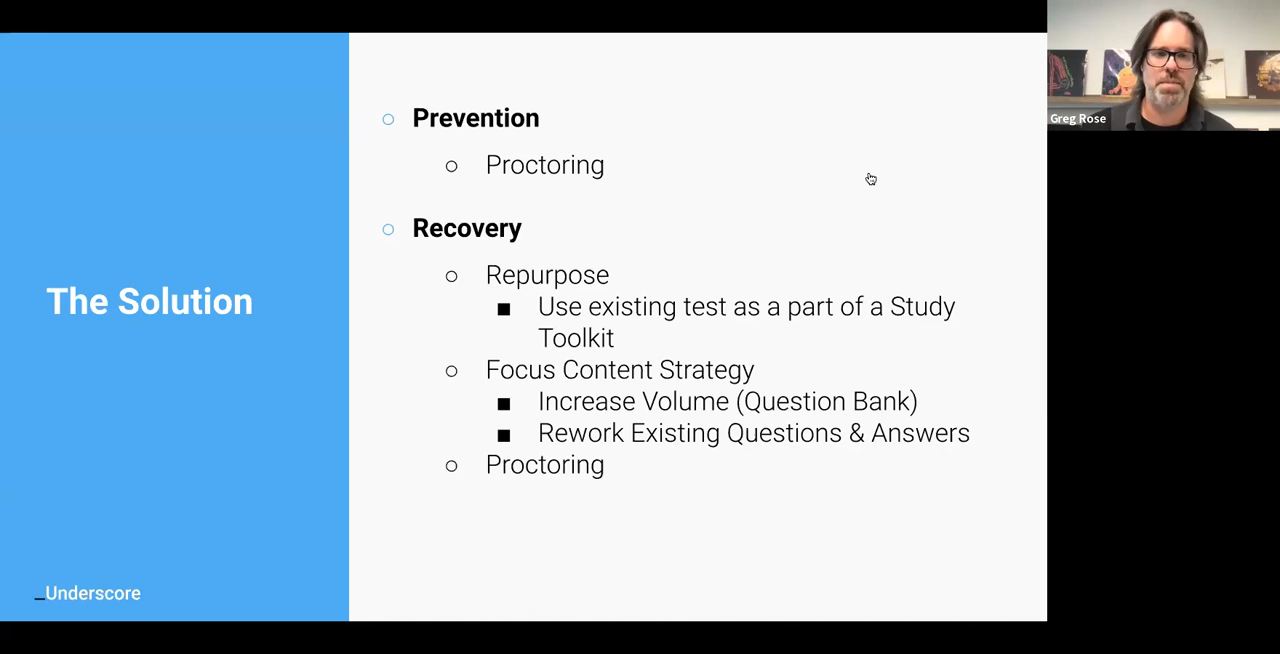 Greg Rose
Prevention
Proctoring
Recovery
Repurpose
Use existing test as a part of a Study
Toolkit
Focus Content Strategy
Increase Volume (Question Bank)
Rework Existing Questions & Answers
Proctoring
The Solution
_Underscore